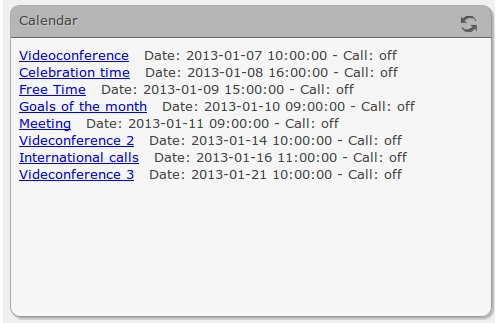 Calendar
Videoconference Date: 2013-01-07 10:00:00 - Call: off
Celebration time Date: 2013-01-08 16:00:00 - Call: off
Free Time Date: 2013-01-09 15:00:00 - Call: off
Goals of the month Date: 2013-01-10 09:00:00 - Call: off
Meeting Date: 2013-01-11 09:00:00 - Call: off
Videconference 2 Date: 2013-01-14 10:00:00 - Call: off
International calls Date: 2013-01-16 11:00:00 - Call: off
Videconference 3 Date: 2013-01-21 10:00:00 - Call: off